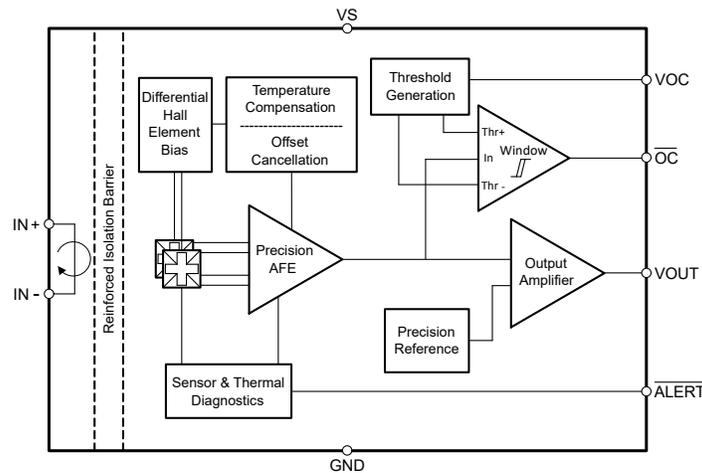 VS
Differential
Hall
Element
Bias
Temperature
Compensation
Offset
Cancellation
Threshold
Generation
VOC
Thr+
In
Thr -
Window
OC
Reinforced Isolation Barrier
IN+
IN -
Precision
AFE
Output
Amplifier
VOUT
Precision
Reference
Sensor & Thermal
Diagnostics
ALERT
GND